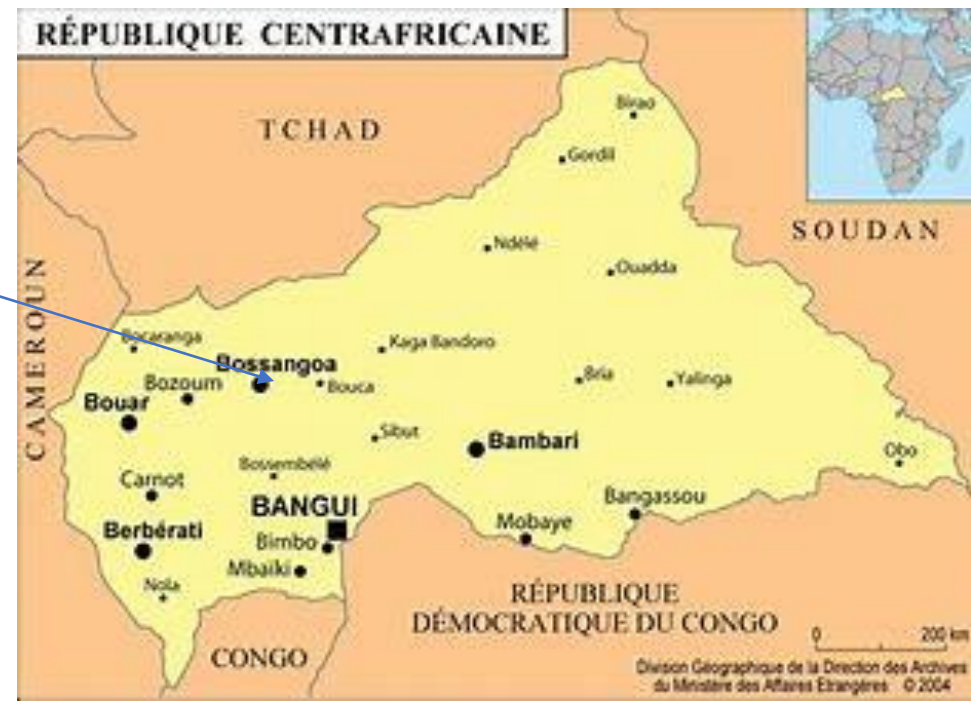 RÉPUBLIQUE CENTRAFRICAINE
TCHAD
Birao
Gordil
SOUDAN
Ndélé
Ouadda
CAMEROUN
Bocaranga
Kaga Bandoro
Bossangoa
Bozoum
Bouca
Bria
Yalinga
Bouar
Sibut
Bambari
Obo
Bossembélé
Carnot
BANGUI
Bangassou
Berbérati
Bimbo
Mobaye
Mbaïki
Nola
RÉPUBLIQUE
DÉMOCRATIQUE DU CONGO
CONGO
0 200 km
Division Géographique de la Direction des Archives
du Ministère des Affaires Etrangères © 2004